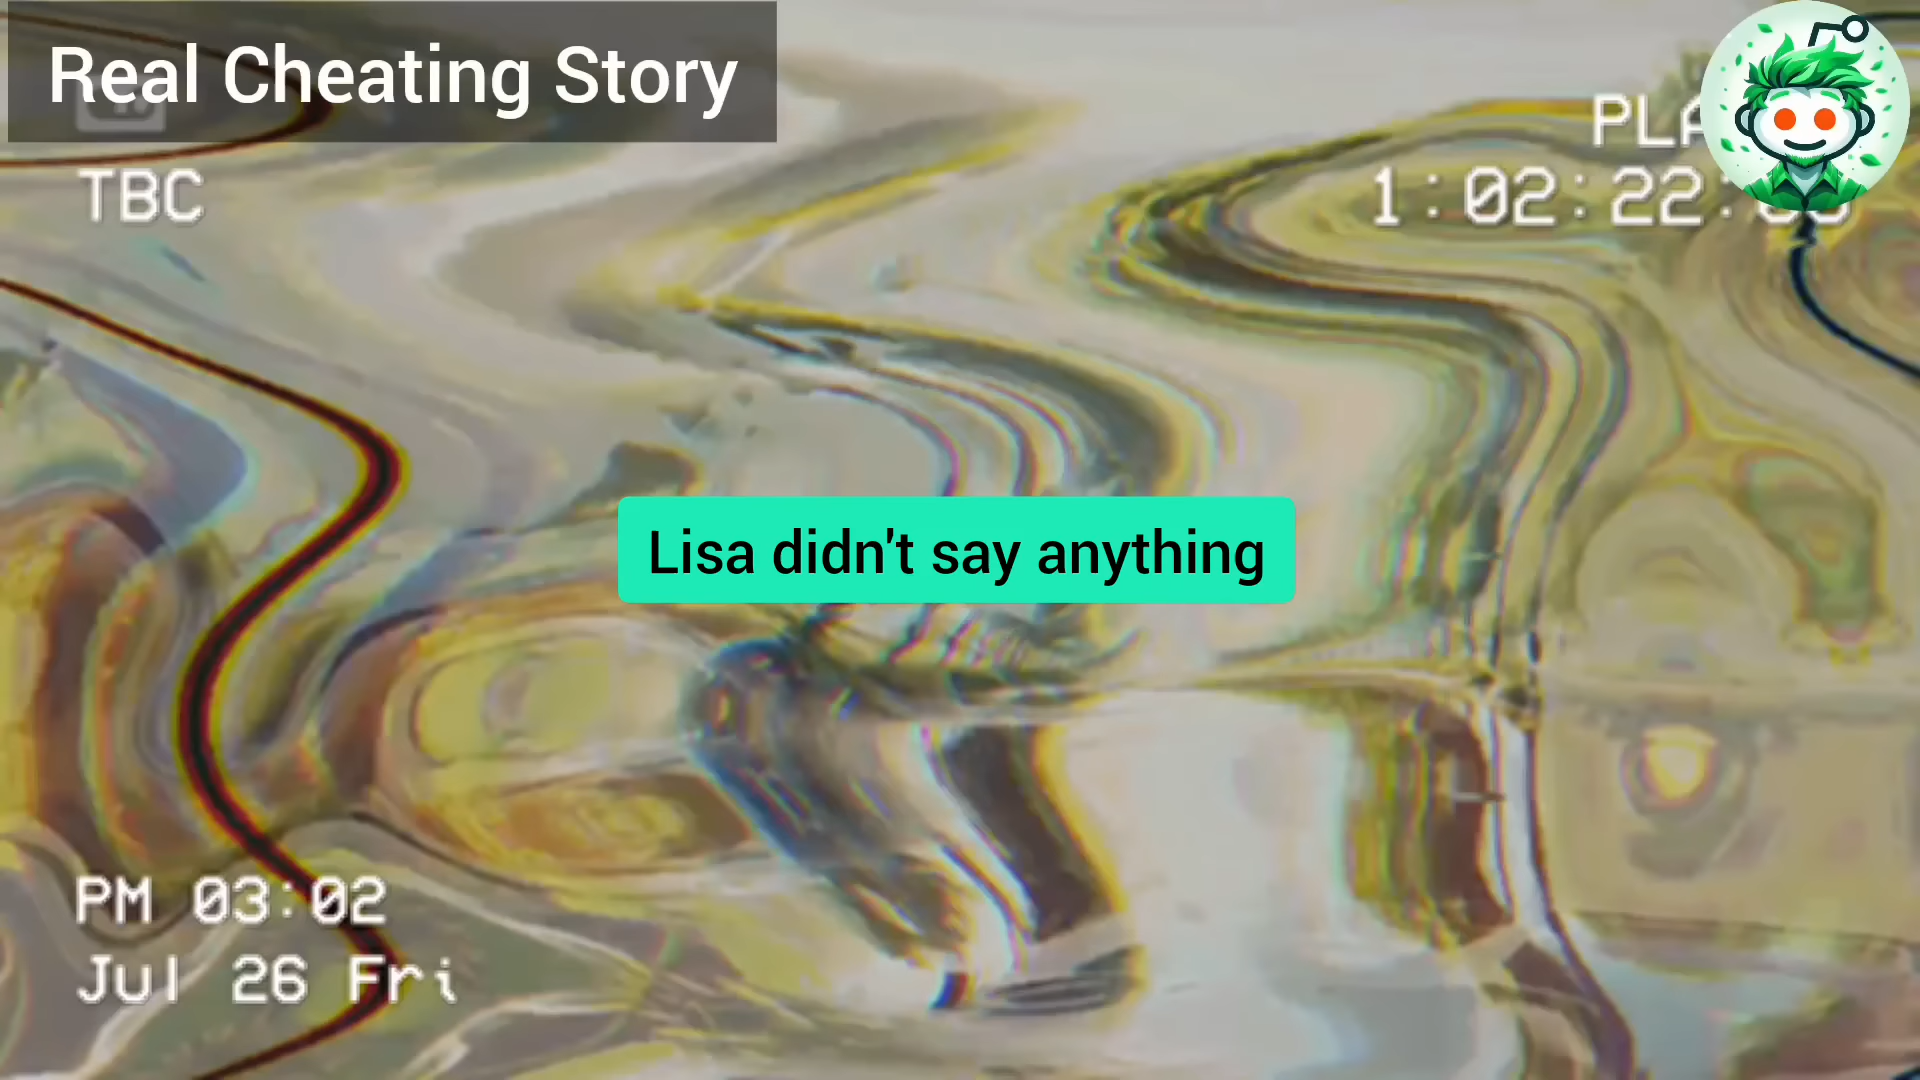 Real Cheating Story
TBC
1:02:22:
Lisa didn't say anything
PM 03:02
Jul 26 Fri